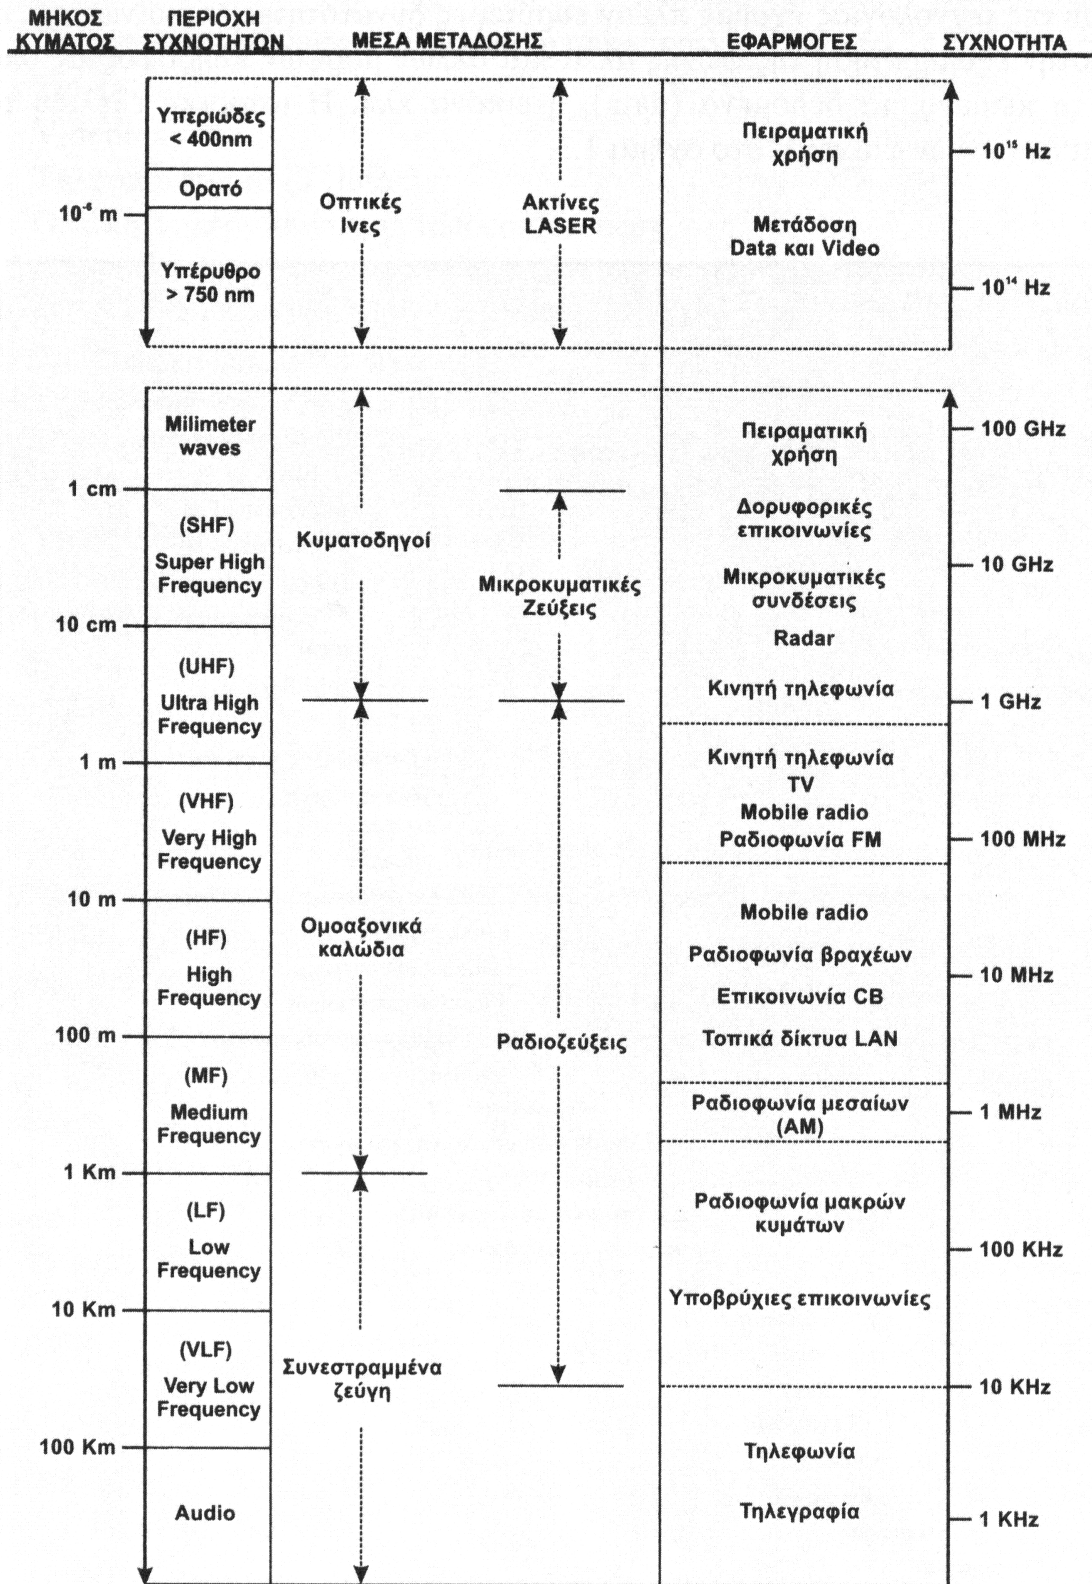 ΜΗΚΟΣ ΚΥΜΑΤΟΣ
ΠΕΡΙΟΧΗ ΣΥΧΝΟΤΗΤΩΝ
ΜΕΣΑ ΜΕΤΑΔΟΣΗΣ
ΕΦΑΡΜΟΓΕΣ
ΣΥΧΝΟΤΗΤΑ
Υπεριώδες
< 400nm
Ορατό
10⁻⁶ m
Υπέρυθρο
> 750 nm
Οπτικές
Ινες
Ακτίνες
LASER
Πειραματική
χρήση
Μετάδοση
Data και Video
10¹⁵ Hz
10¹⁴ Hz
Milimeter
waves
1 cm
(SHF)
Super High
Frequency
10 cm
(UHF)
Ultra High
Frequency
1 m
(VHF)
Very High
Frequency
10 m
(HF)
High
Frequency
100 m
(MF)
Medium
Frequency
1 Km
(LF)
Low
Frequency
10 Km
(VLF)
Very Low
Frequency
100 Km
Audio
Κυματοδηγοί
Ομοαξονικά
καλώδια
Συνεστραμμένα
ζεύγη
Μικροκυματικές
Ζεύξεις
Ραδιοζεύξεις
Πειραματική
χρήση
Δορυφορικές
επικοινωνίες
Μικροκυματικές
συνδέσεις
Radar
Κινητή τηλεφωνία
Κινητή τηλεφωνία
TV
Mobile radio
Ραδιοφωνία FM
Mobile radio
Ραδιοφωνία βραχέων
Επικοινωνία CB
Τοπικά δίκτυα LAN
Ραδιοφωνία μεσαίων
(AM)
Ραδιοφωνία μακρών
κυμάτων
Υποβρύχιες επικοινωνίες
Τηλεφωνία
Τηλεγραφία
100 GHz
10 GHz
1 GHz
100 MHz
10 MHz
1 MHz
100 KHz
10 KHz
1 KHz